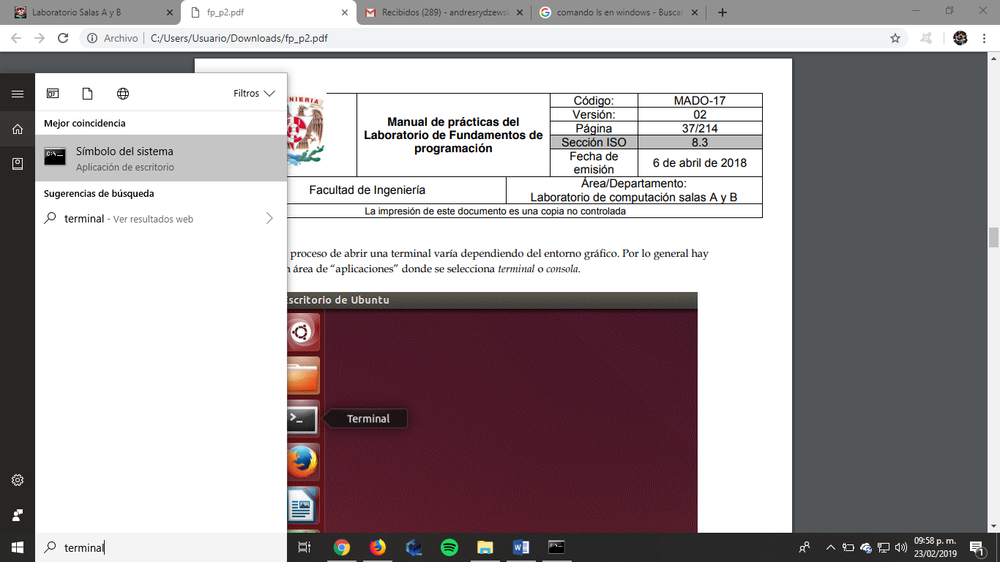 Laboratorio Salas A y B
fp_p2.pdf
Recibidos (289) - andresrydzews
comando ls en windows - Buscar
Archivo
C:/Users/Usuario/Downloads/fp_p2.pdf
Filtros
Mejor coincidencia
C:\_
Símbolo del sistema
Aplicación de escritorio
Sugerencias de búsqueda
terminal - Ver resultados web
NIERIA
Manual de prácticas del
Laboratorio de Fundamentos de
programación
Código:
MADO-17
Versión:
02
Página
37/214
Sección ISO
8.3
Fecha de
emisión
6 de abril de 2018
Facultad de Ingeniería
Área/Departamento:
Laboratorio de computación salas A y B
La impresión de este documento es una copia no controlada
proceso de abrir una terminal varía dependiendo del entorno gráfico. Por lo general hay
n área de “aplicaciones” donde se selecciona terminal o consola.
scritorio de Ubuntu
>_
Terminal
terminal
09:58 p. m.
23/02/2019
1